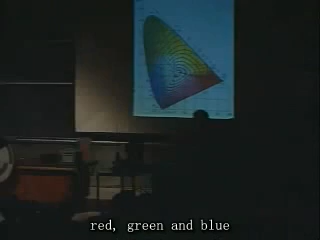 red, green and blue